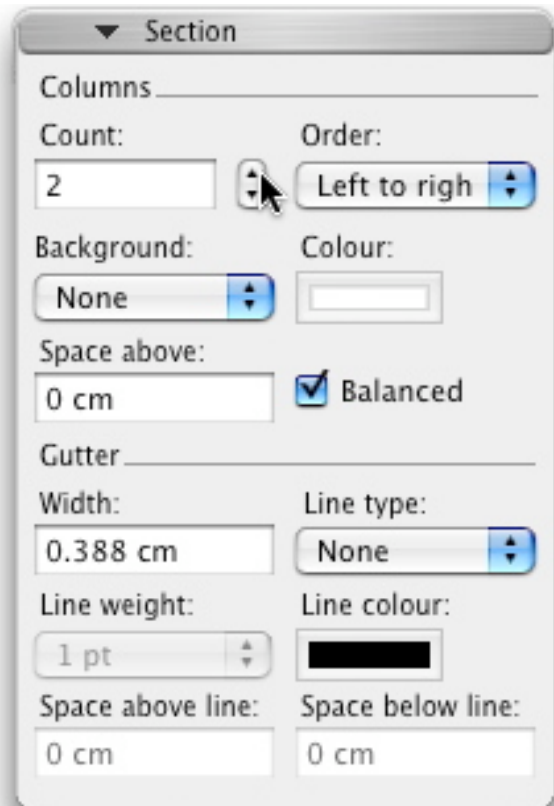 Section
Columns
Count: Order:
2 Left to righ
Background: Colour:
None
Space above:
0 cm Balanced
Gutter
Width: Line type:
0.388 cm None
Line weight: Line colour:
1 pt
Space above line: Space below line:
0 cm 0 cm